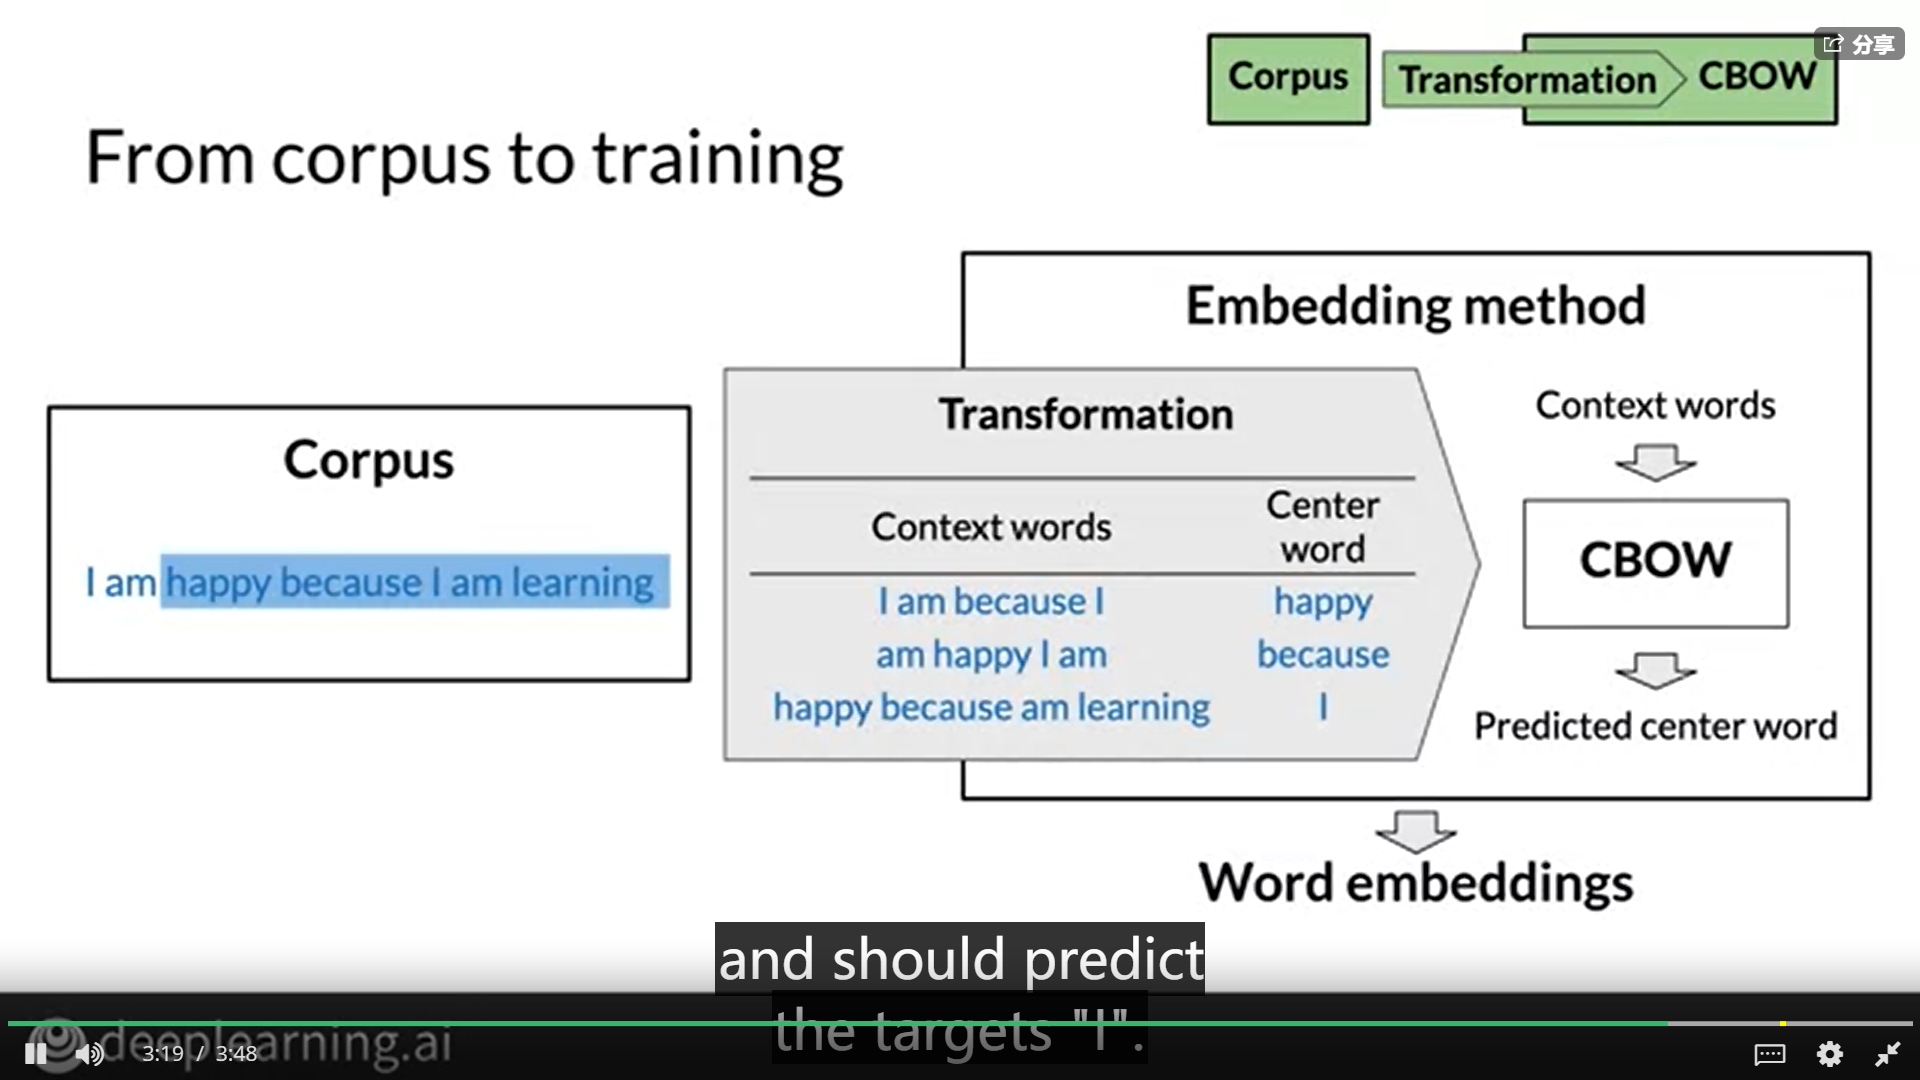 Corpus
Transformation
CBOW
分享
From corpus to training
Embedding method
Corpus
I am happy because I am learning
Transformation
Context words
Center
word
I am because I
happy
am happy I am
because
happy because am learning
I
Context words
CBOW
Predicted center word
Word embeddings
and should predict
the targets "I".
deeplearning.ai
3:19 / 3:48